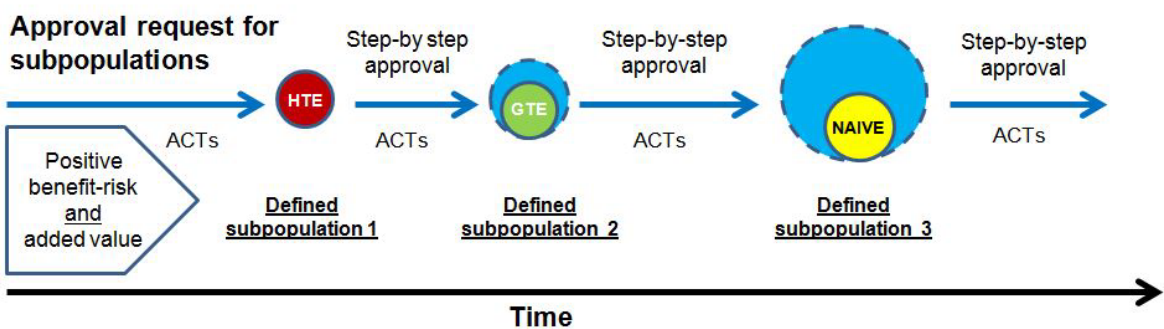 Approval request for
subpopulations
Step-by step
approval
Step-by-step
approval
Step-by-step
approval
HTE
GTE
NAIVE
ACTs
ACTs
ACTs
ACTs
Positive
benefit-risk
and
added value
Defined
subpopulation 1
Defined
subpopulation 2
Defined
subpopulation 3
Time